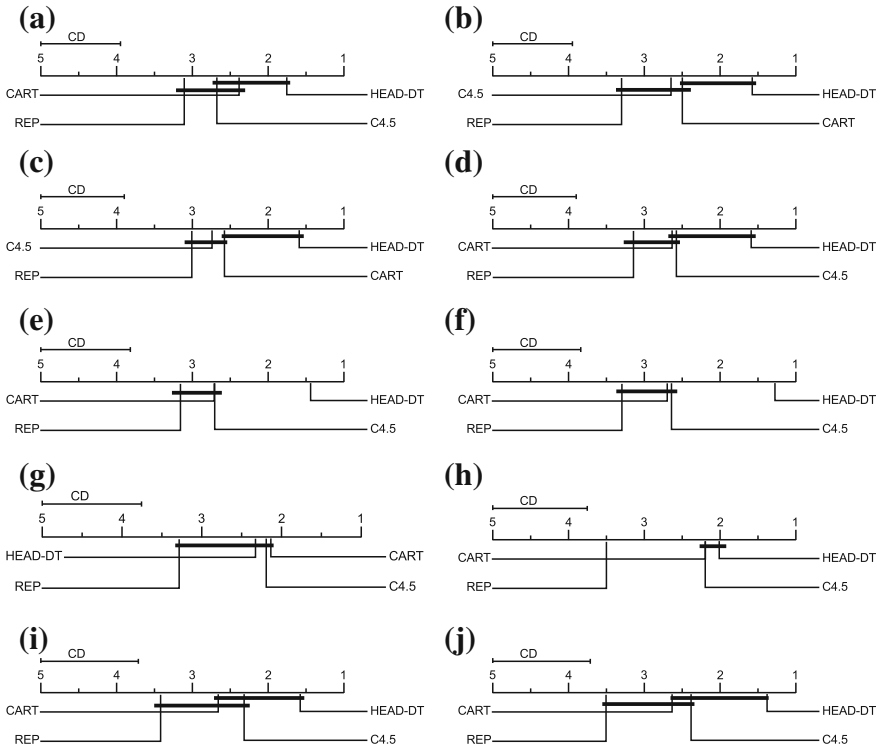 (a)
CD
5 4 3 2 1
CART HEAD-DT
REP C4.5
(b)
CD
5 4 3 2 1
C4.5 HEAD-DT
REP CART
(c)
CD
5 4 3 2 1
C4.5 HEAD-DT
REP CART
(d)
CD
5 4 3 2 1
CART HEAD-DT
REP C4.5
(e)
CD
5 4 3 2 1
CART HEAD-DT
REP C4.5
(f)
CD
5 4 3 2 1
CART HEAD-DT
REP C4.5
(g)
CD
5 4 3 2 1
HEAD-DT CART
REP C4.5
(h)
CD
5 4 3 2 1
CART HEAD-DT
REP C4.5
(i)
CD
5 4 3 2 1
CART HEAD-DT
REP C4.5
(j)
CD
5 4 3 2 1
CART HEAD-DT
REP C4.5